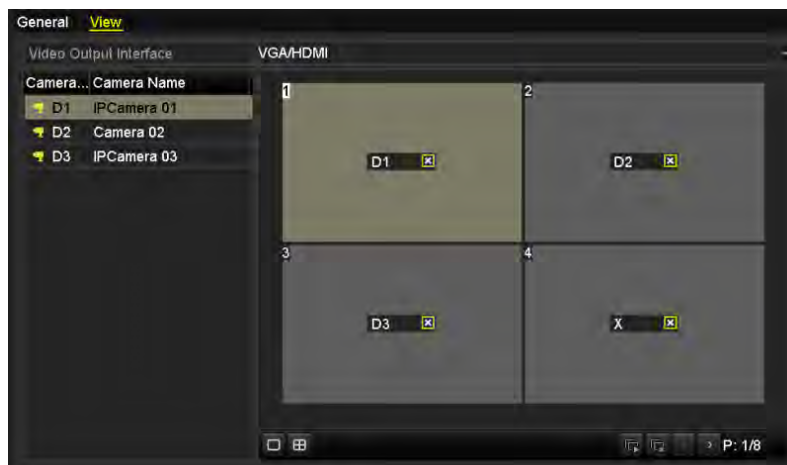 General View
Video Output Interface VGA/HDMI
Camera... Camera Name
D1 IPCamera 01
D2 Camera 02
D3 IPCamera 03
1 2
D1 D2
3 4
D3 X
P: 1/8